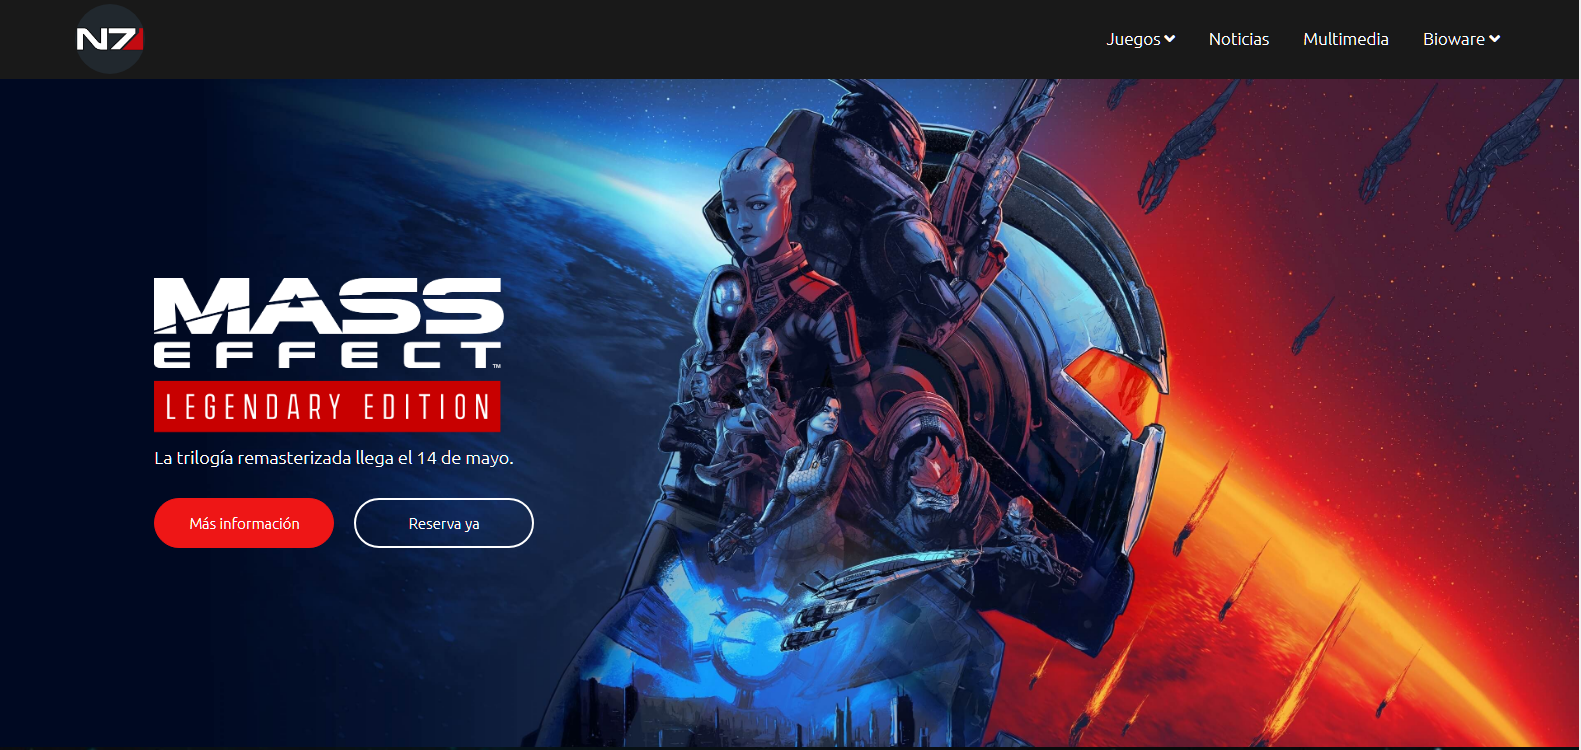 N7
Juegos
Noticias
Multimedia
Bioware
MASS
EFFECT™
LEGENDARY EDITION
La trilogía remasterizada llega el 14 de mayo.
Más información
Reserva ya